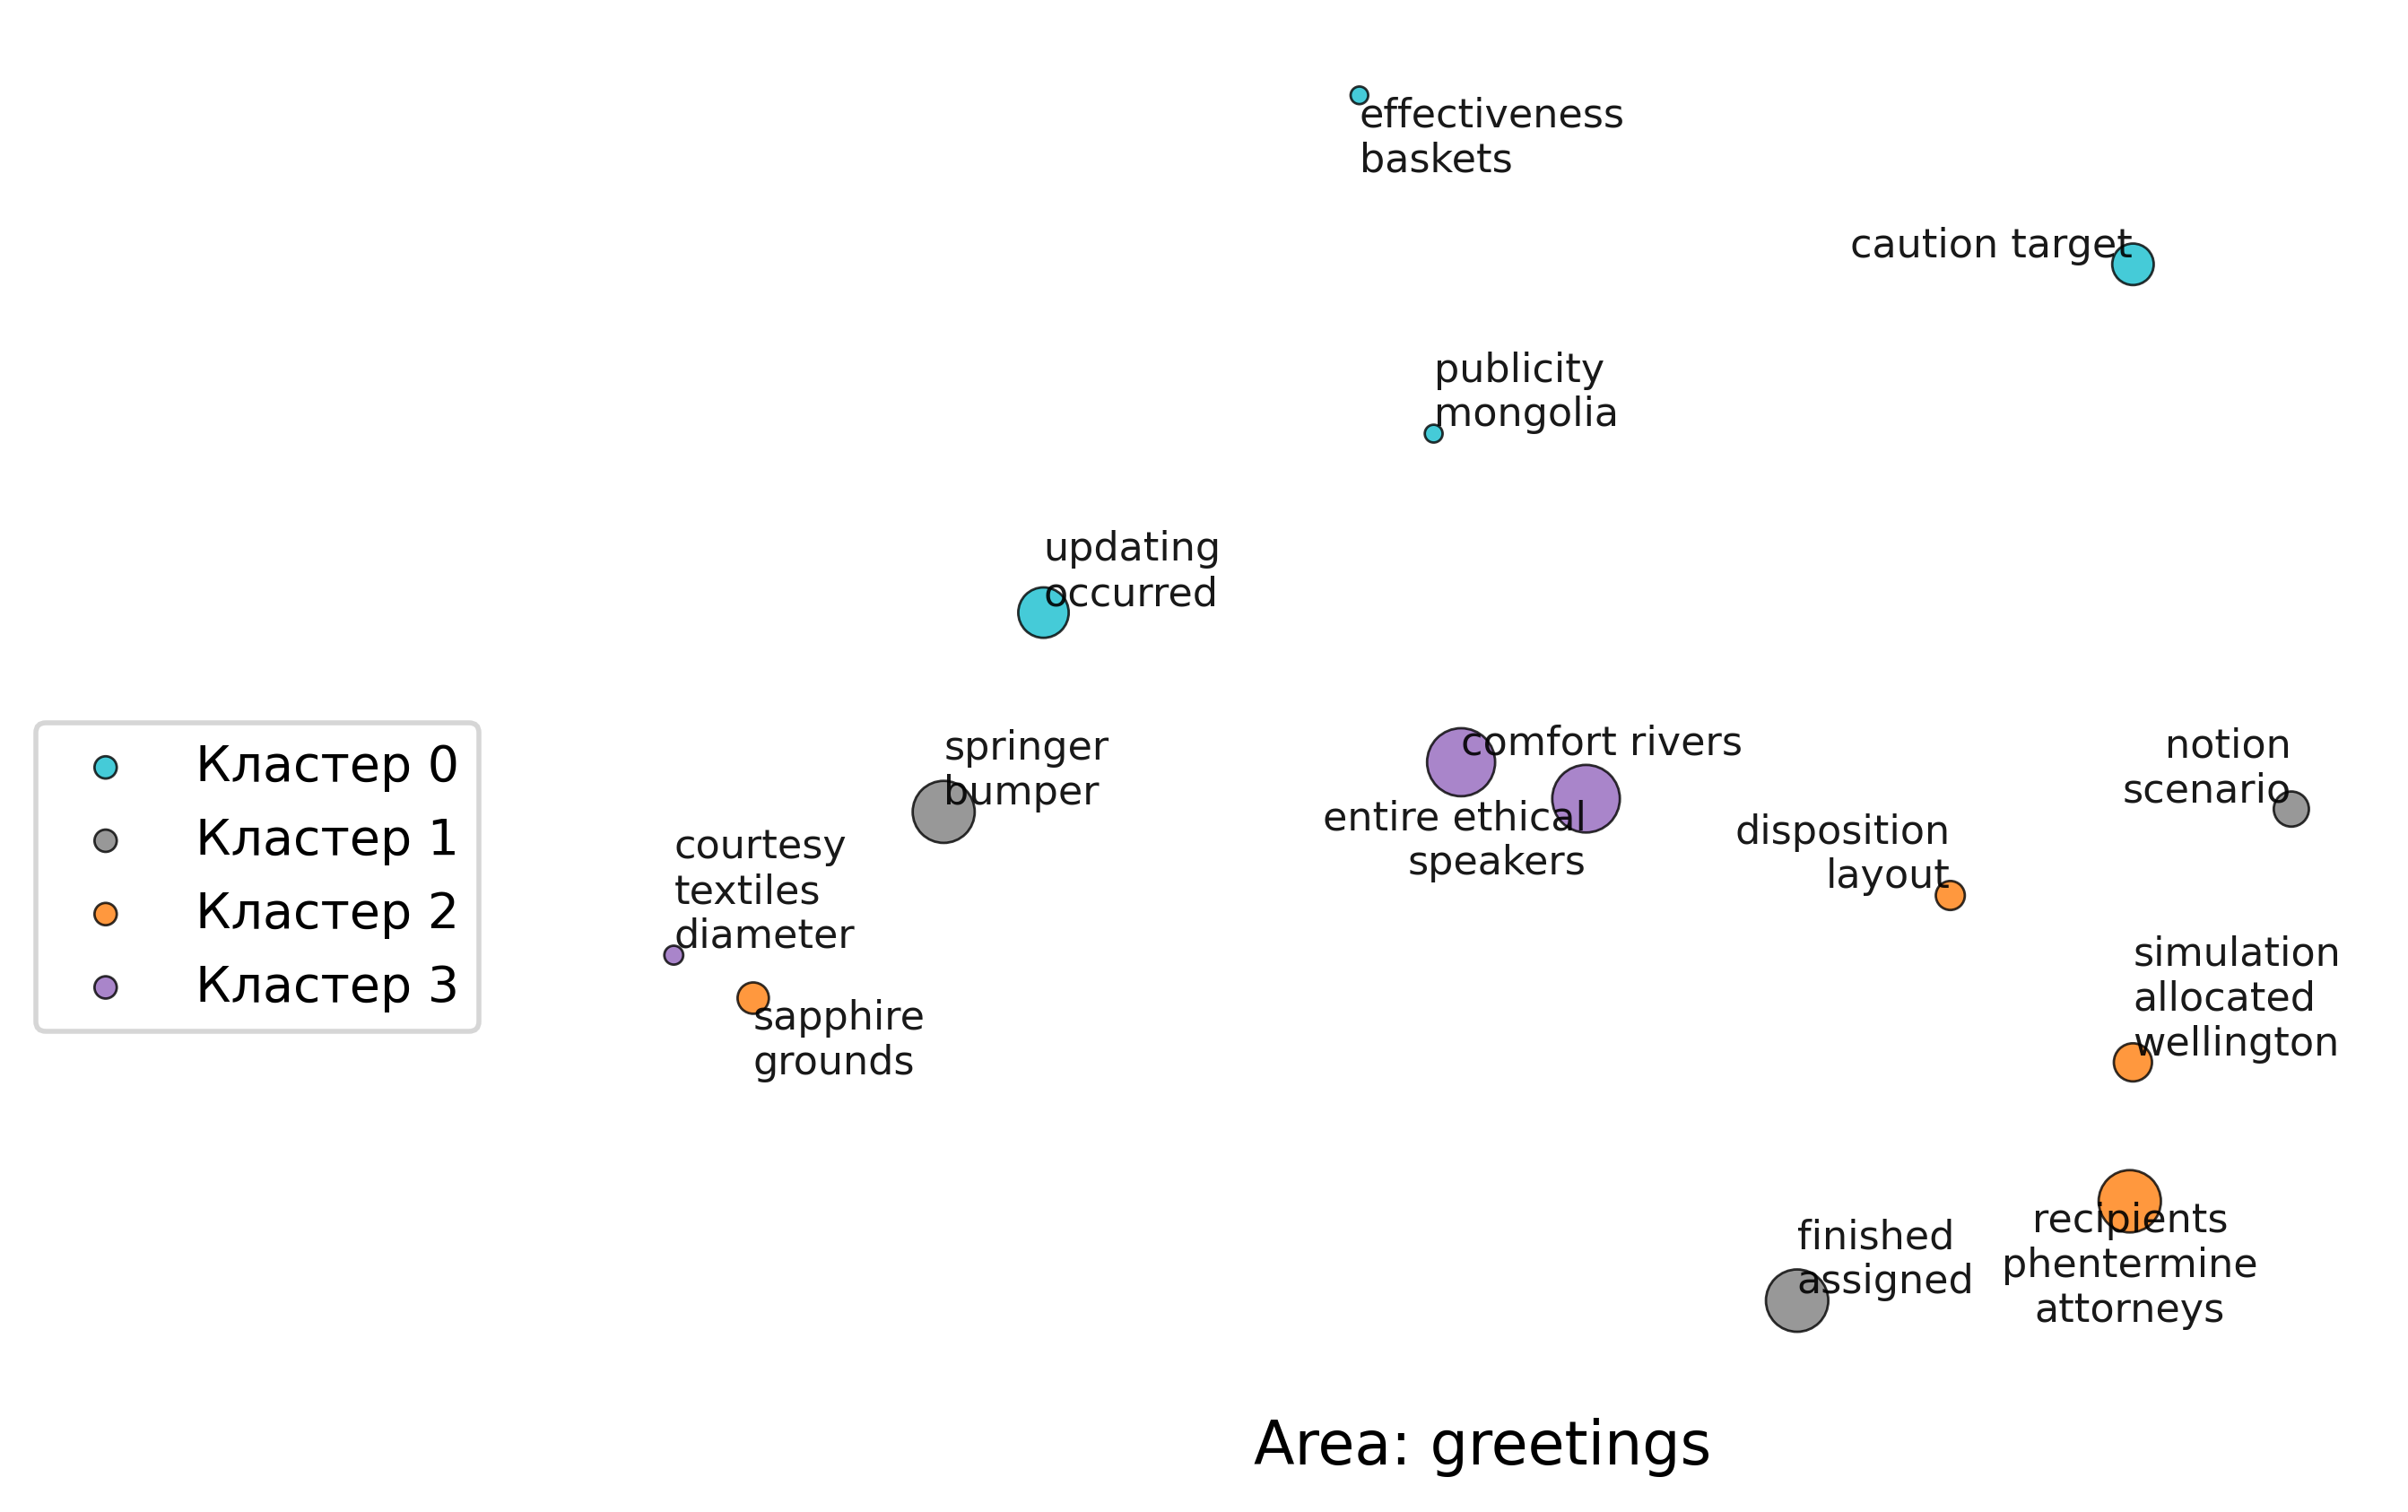 effectiveness
baskets
caution target
publicity
mongolia
updating
occurred
springer
bumper
comfort rivers
entire ethical
speakers
notion
scenario
disposition
layout
courtesy
textiles
diameter
sapphire
grounds
simulation
allocated
wellington
recipients
phentermine
attorneys
finished
assigned
Кластер 0
Кластер 1
Кластер 2
Кластер 3
Area: greetings